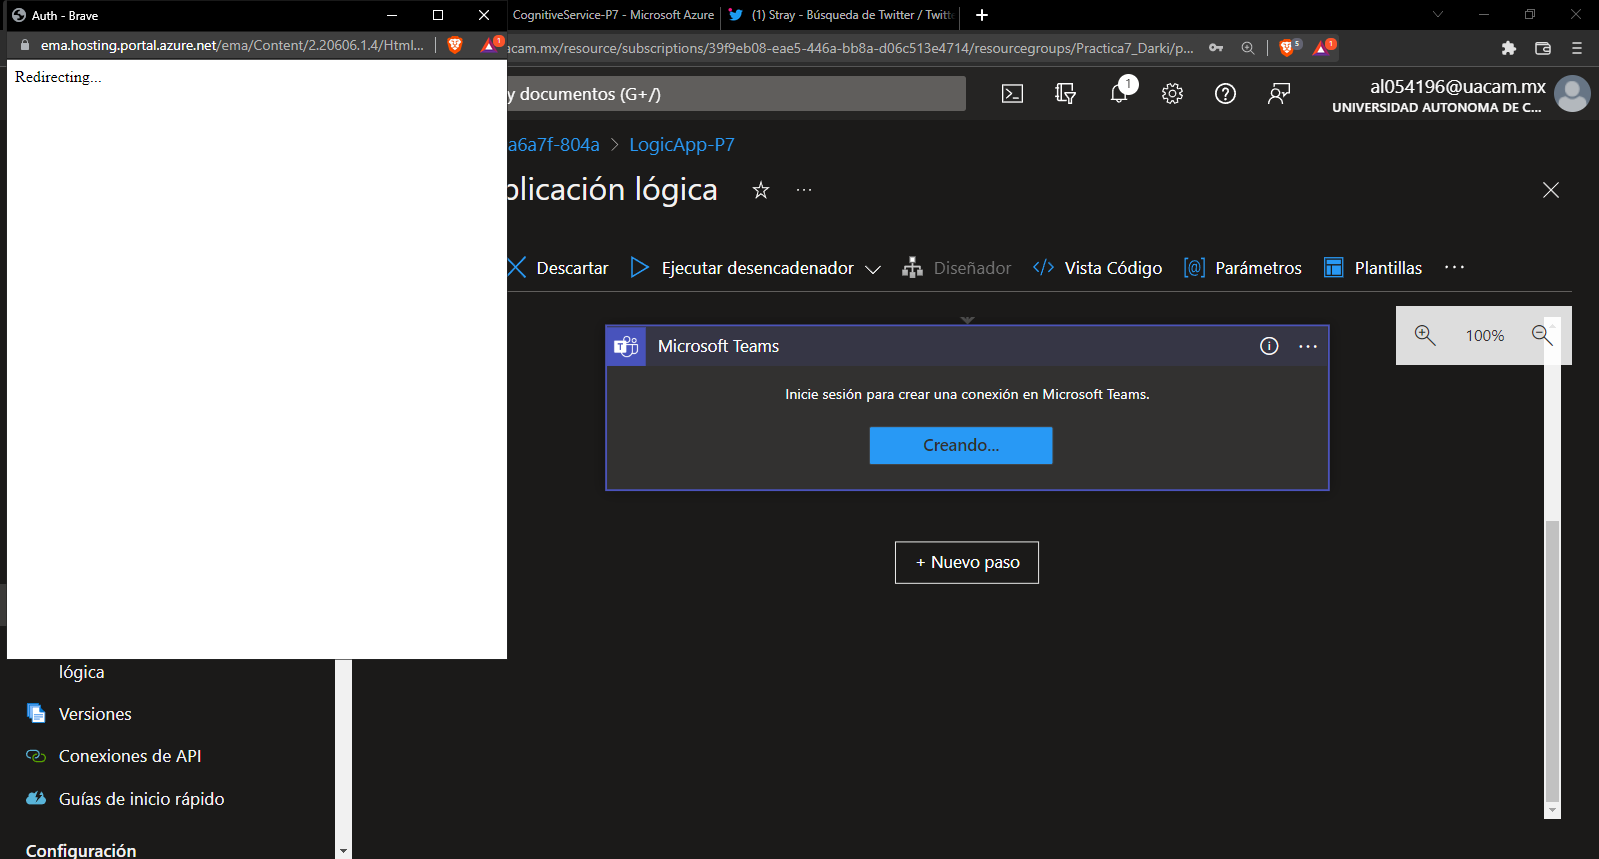 Auth - Brave
CognitiveService-P7 - Microsoft Azure
(1) Stray - Búsqueda de Twitter / Twitt
ema.hosting.portal.azure.net/ema/Content/2.20606.1.4/Html...
1
acam.mx/resource/subscriptions/39f9eb08-eae5-446a-bb8a-d06c513e4714/resourcegroups/Practica7_Darki/p...
5
1
Redirecting...
y documentos (G+/)
1
al054196@uacam.mx
UNIVERSIDAD AUTONOMA DE C...
a6a7f-804a > LogicApp-P7
plicación lógica
Descartar
Ejecutar desencadenador
Diseñador
Vista Código
Parámetros
Plantillas
Microsoft Teams
100%
Inicie sesión para crear una conexión en Microsoft Teams.
Creando...
+ Nuevo paso
lógica
Versiones
Conexiones de API
Guías de inicio rápido
Configuración